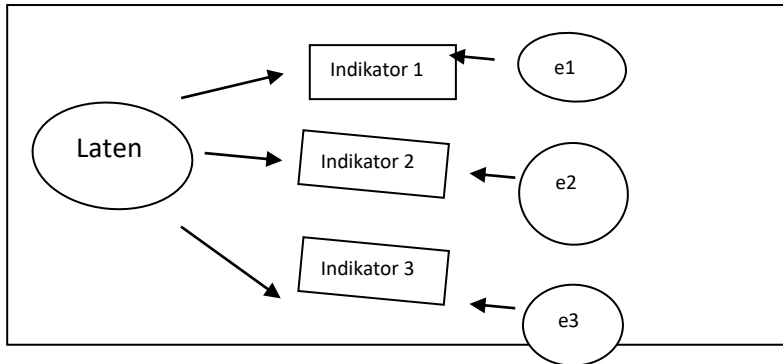 Laten
Indikator 1
e1
Indikator 2
e2
Indikator 3
e3